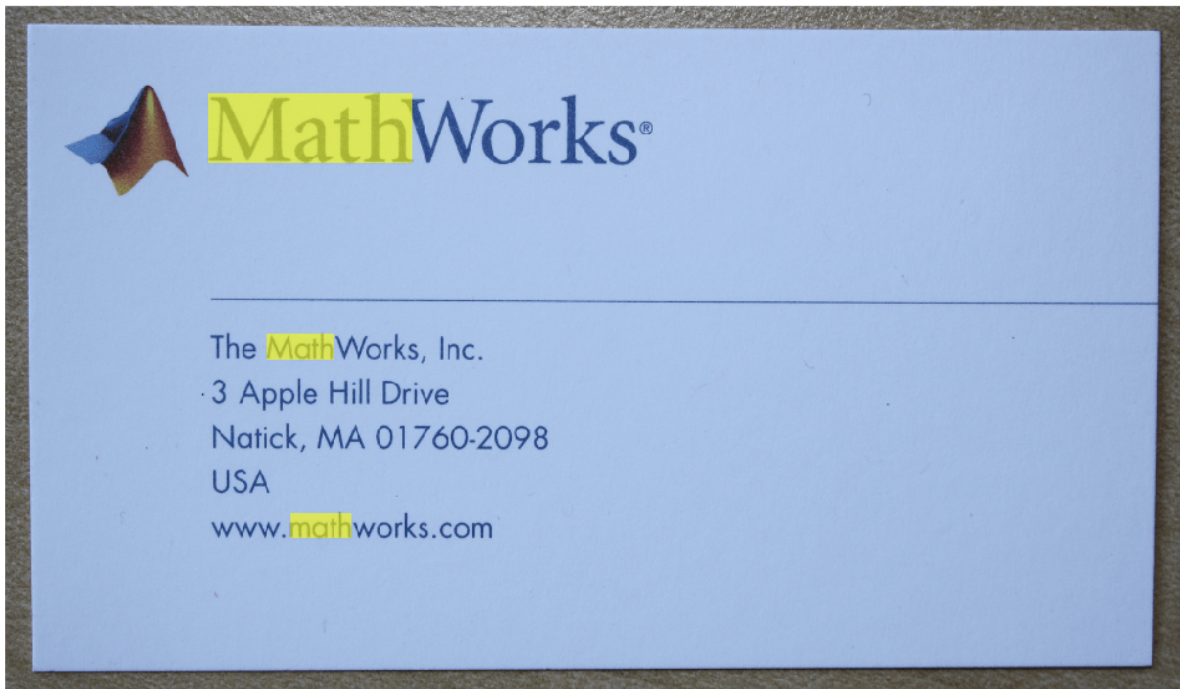 MathWorks®
The MathWorks, Inc.
3 Apple Hill Drive
Natick, MA 01760-2098
USA
www.mathworks.com